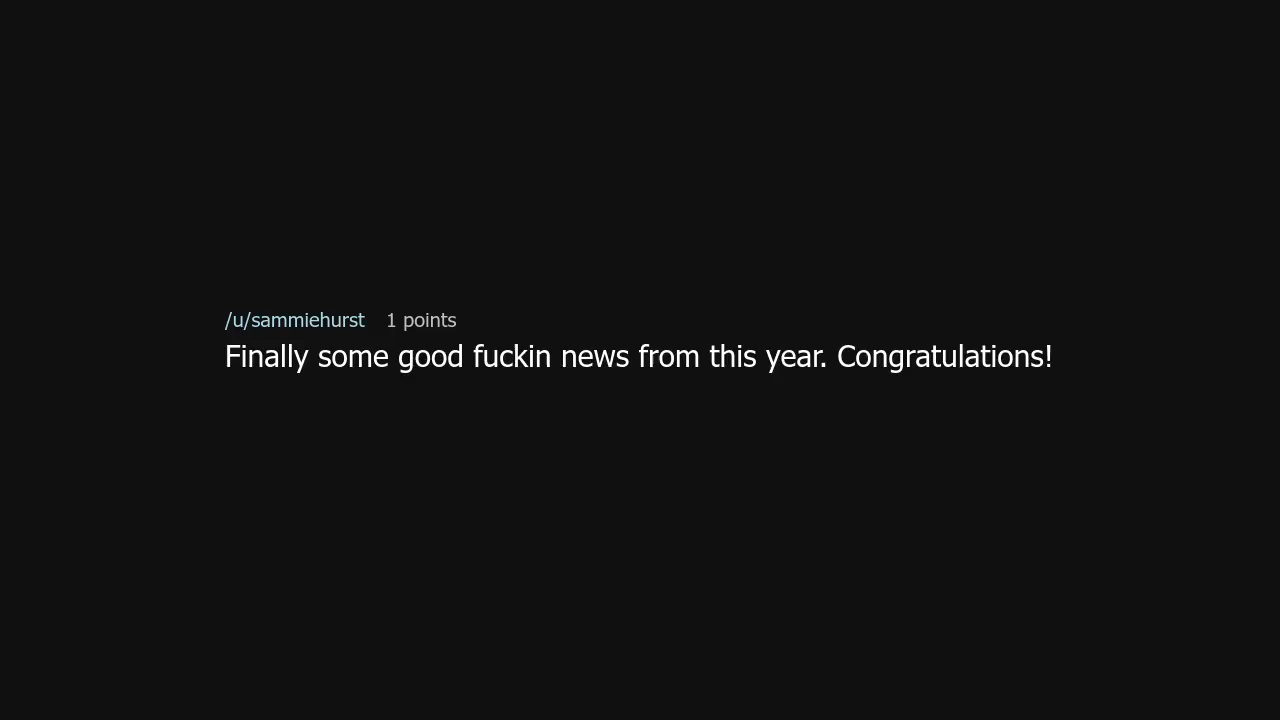 /u/sammiehurst 1 points
Finally some good fuckin news from this year. Congratulations!